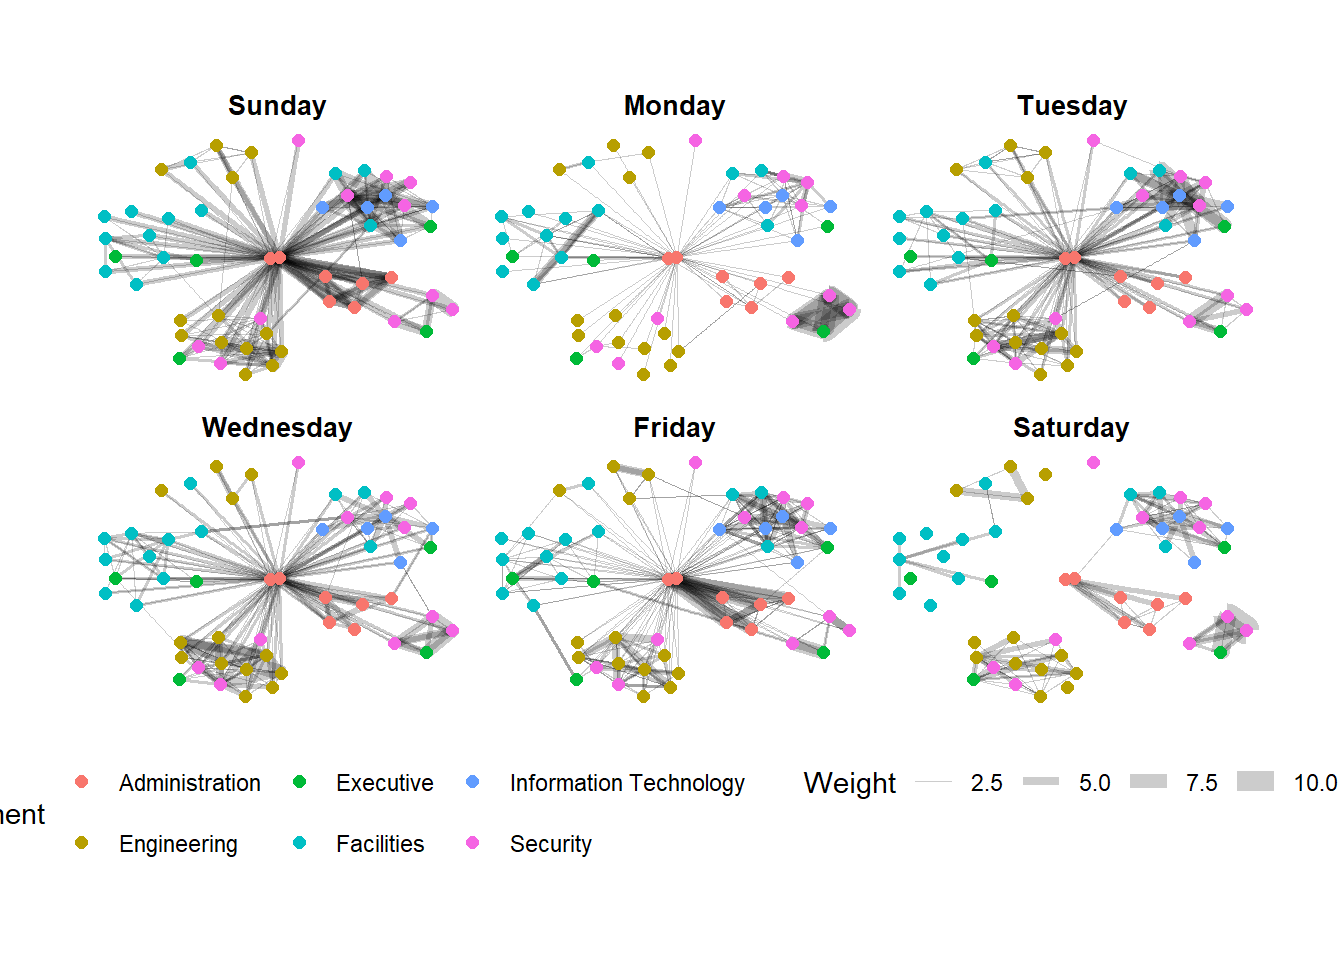 Sunday Monday Tuesday
Wednesday Friday Saturday
Administration Executive Information Technology Weight 2.5 5.0 7.5 10.0
Engineering Facilities Security